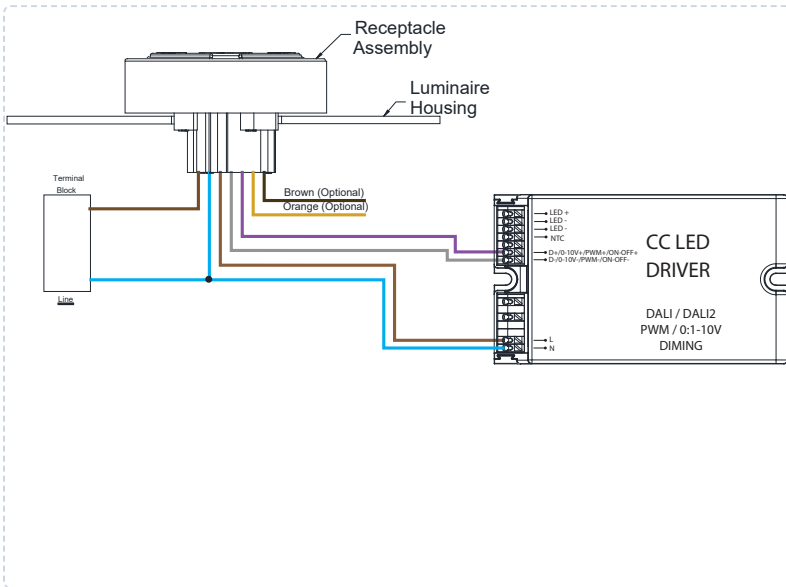 Receptacle
Assembly
Luminaire
Housing
Terminal
Block
Line
Brown (Optional)
Orange (Optional)
LED +
LED -
LED -
NTC
D+/0-10V+/PWM+/ON-OFF+
D-/0-10V-/PWM-/ON-OFF-
L
N
CC LED
DRIVER
DALI / DALI2
PWM / 0:1-10V
DIMING